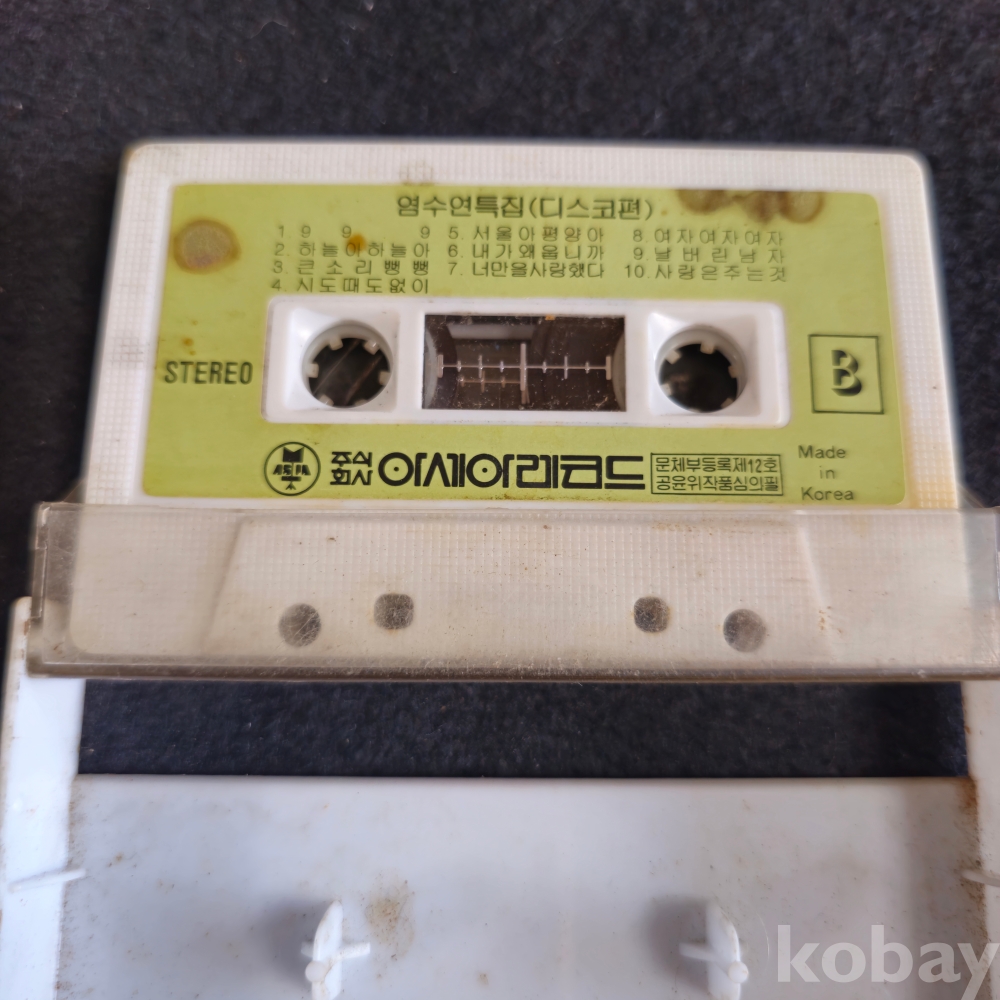 염수연특집(디스코편)
1. 9 9 9
2. 하늘아하늘아
3. 큰소리뻥뻥
4. 시도때도없이
5. 서울아평양아
6. 내가왜웁니까
7. 너만을사랑했다
8. 여자여자여자
9. 날버린남자
10. 사랑은주는것
STEREO
B
ASIA
주식회사 아세아레코드
문체부등록제12호
공윤위작품심의필
Made
in
Korea
kobay